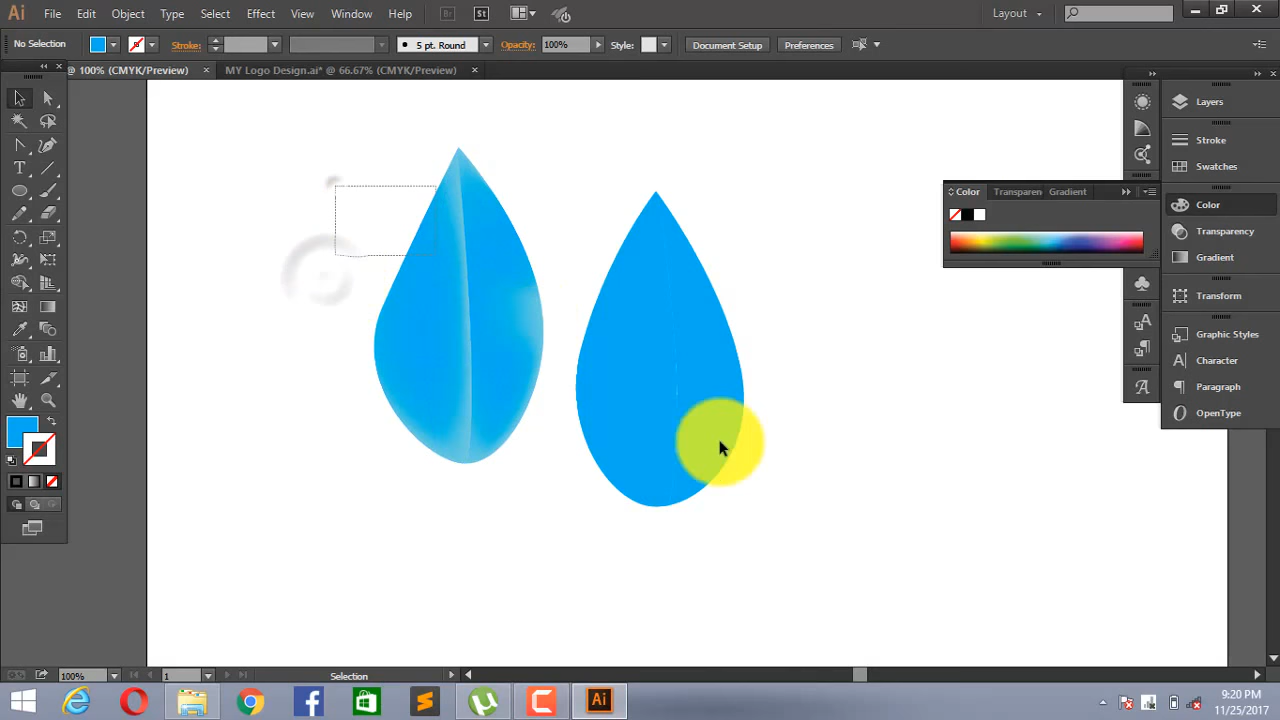 Ai File Edit Object Type Select Effect View Window Help Br St Layout
No Selection Stroke: 5 pt. Round Opacity: 100% Style: Document Setup Preferences
@ 100% (CMYK/Preview) MY Logo Design.ai* @ 66.67% (CMYK/Preview)
Layers
Stroke
Swatches
Color Transparen Gradient
Color
Transparency
Gradient
Transform
Graphic Styles
Character
Paragraph
OpenType
100% 1 Selection
Ai
9:20 PM
11/25/2017